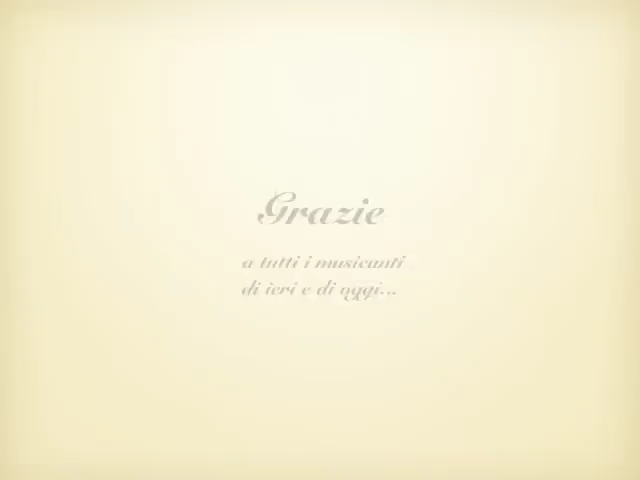 Grazie
a tutti i musicanti
di ieri e di oggi...